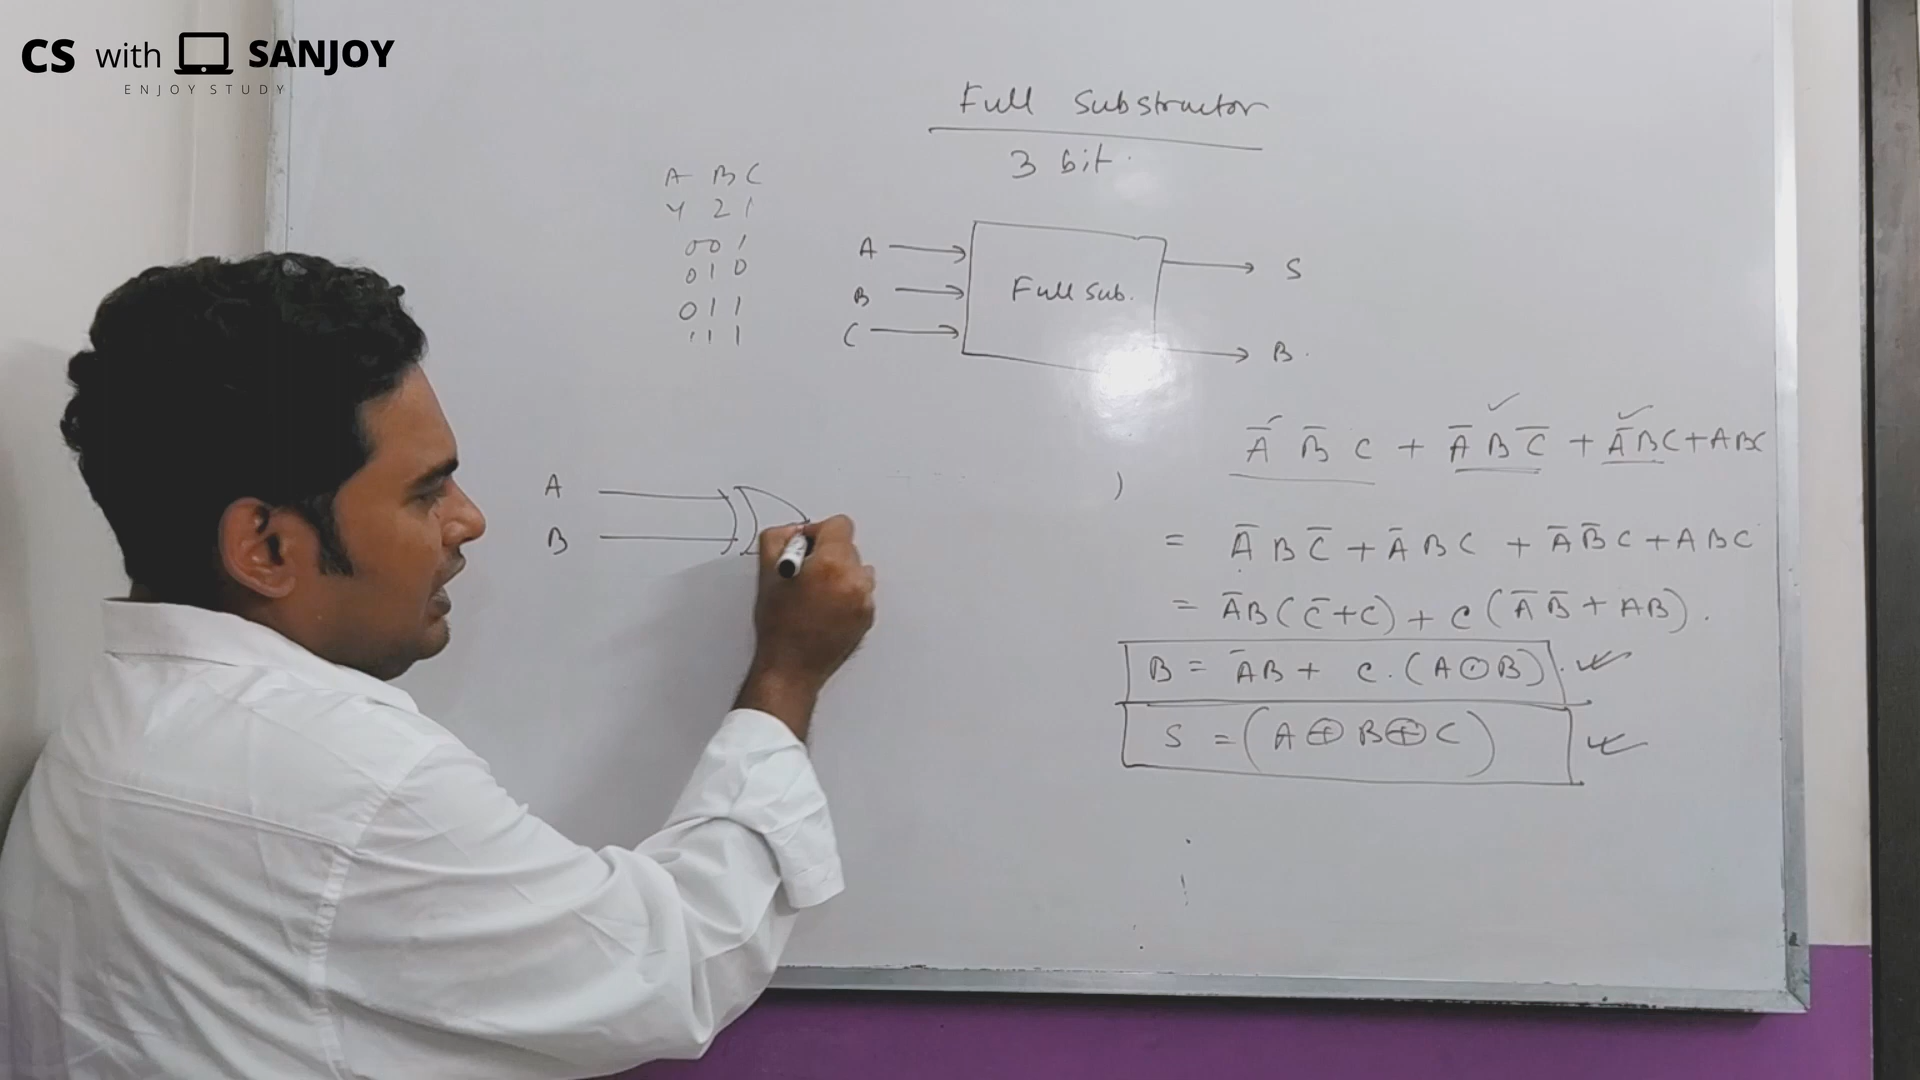 CS with SANJOY
ENJOY STUDY
Full Substractor
3 bit.
A B C
4 2 1
0 0 1
0 1 0
0 1 1
1 1 1
A
B
C
Full Sub.
S
B.
A̅ B̅ C + A̅ B C̅ + A̅ B C + A B C
= A̅ B C̅ + A̅ B C + A̅ B̅ C + A B C
= A̅ B ( C̅ + C ) + C ( A̅ B̅ + A B ) .
B = A̅ B + C . ( A ⊙ B ) .
S = ( A ⊕ B ⊕ C )
A
B